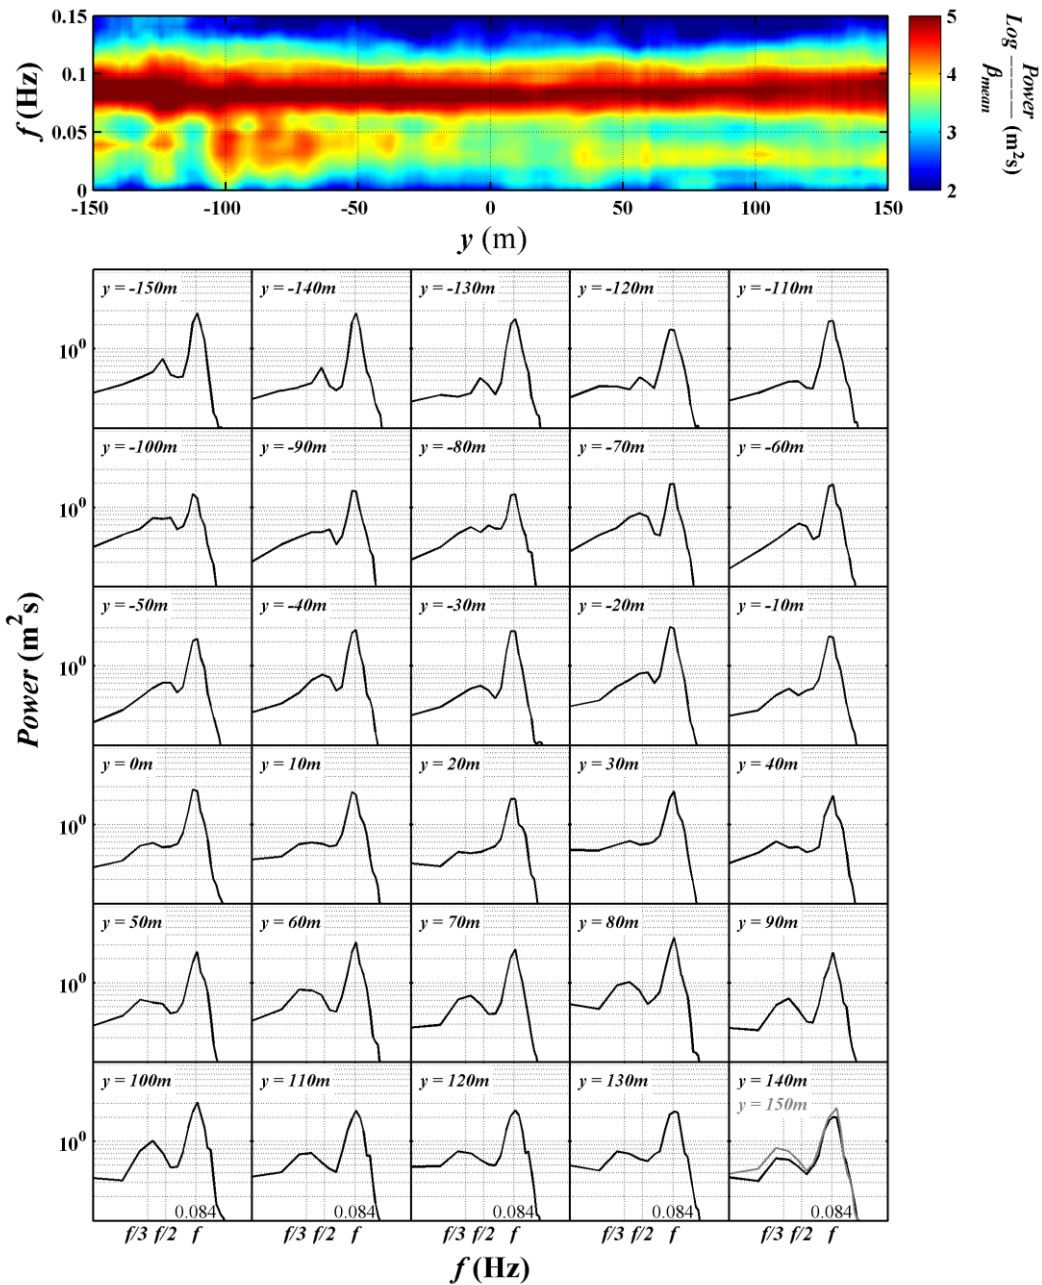 0.15
0.1
0.05
0
f (Hz)
-150 -100 -50 0 50 100 150
y (m)
5
4
3
2
Log Power / βmean (m²s)
y = -150m y = -140m y = -130m y = -120m y = -110m
10⁰
y = -100m y = -90m y = -80m y = -70m y = -60m
10⁰
y = -50m y = -40m y = -30m y = -20m y = -10m
10⁰
y = 0m y = 10m y = 20m y = 30m y = 40m
10⁰
y = 50m y = 60m y = 70m y = 80m y = 90m
10⁰
y = 100m y = 110m y = 120m y = 130m y = 140m
y = 150m
10⁰
Power (m²s)
0.084 0.084 0.084 0.084 0.084
f/3 f/2 f f/3 f/2 f f/3 f/2 f f/3 f/2 f f/3 f/2 f
f (Hz)